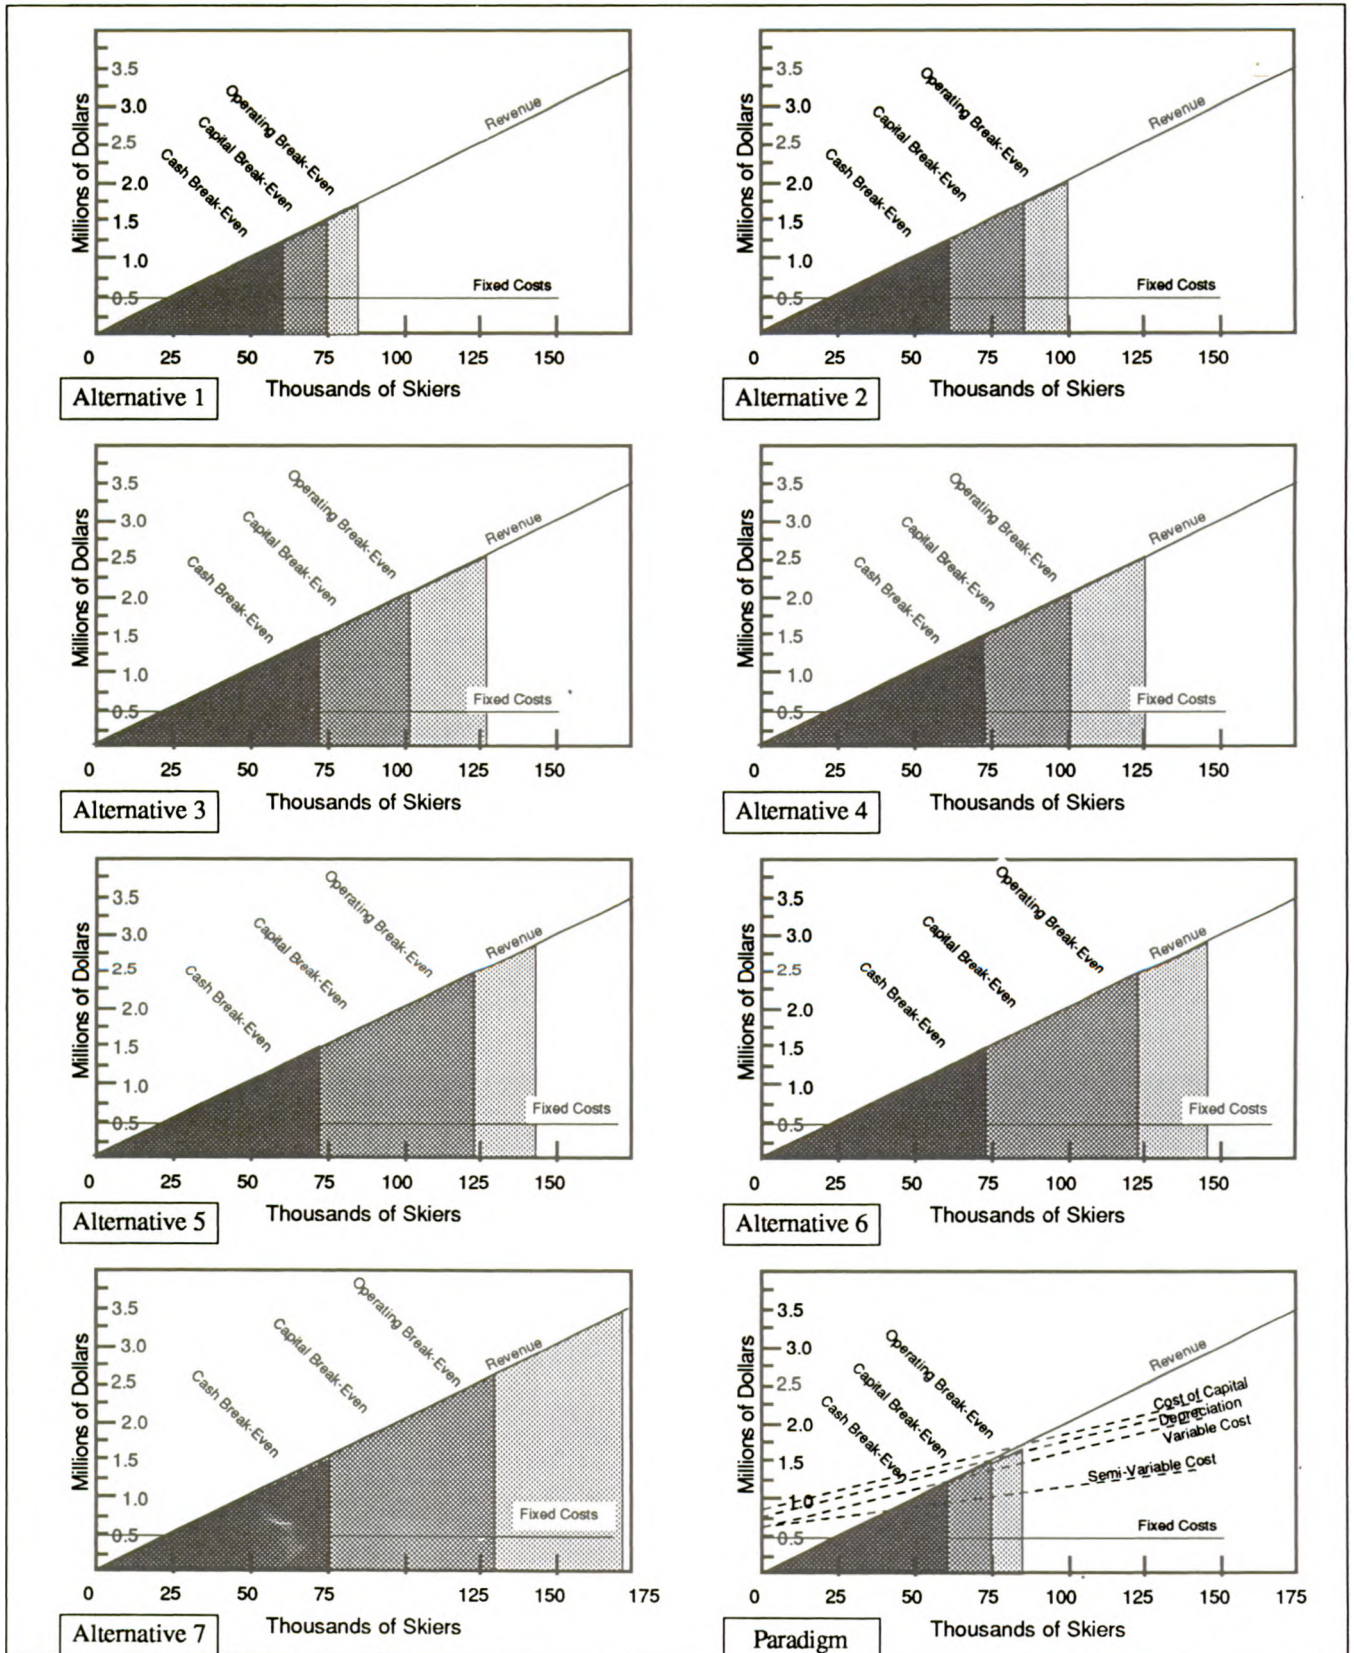 Millions of Dollars
3.5
3.0
2.5
2.0
1.5
1.0
0.5
Operating Break-Even
Capital Break-Even
Cash Break-Even
Revenue
Fixed Costs
0 25 50 75 100 125 150
Thousands of Skiers
Alternative 1
Millions of Dollars
3.5
3.0
2.5
2.0
1.5
1.0
0.5
Operating Break-Even
Capital Break-Even
Cash Break-Even
Revenue
Fixed Costs
0 25 50 75 100 125 150
Thousands of Skiers
Alternative 2
Millions of Dollars
3.5
3.0
2.5
2.0
1.5
1.0
0.5
Operating Break-Even
Capital Break-Even
Cash Break-Even
Revenue
Fixed Costs
0 25 50 75 100 125 150
Thousands of Skiers
Alternative 3
Millions of Dollars
3.5
3.0
2.5
2.0
1.5
1.0
0.5
Operating Break-Even
Capital Break-Even
Cash Break-Even
Revenue
Fixed Costs
0 25 50 75 100 125 150
Thousands of Skiers
Alternative 4
Millions of Dollars
3.5
3.0
2.5
2.0
1.5
1.0
0.5
Operating Break-Even
Capital Break-Even
Cash Break-Even
Revenue
Fixed Costs
0 25 50 75 100 125 150
Thousands of Skiers
Alternative 5
Millions of Dollars
3.5
3.0
2.5
2.0
1.5
1.0
0.5
Operating Break-Even
Capital Break-Even
Cash Break-Even
Revenue
Fixed Costs
0 25 50 75 100 125 150
Thousands of Skiers
Alternative 6
Millions of Dollars
3.5
3.0
2.5
2.0
1.5
1.0
0.5
Operating Break-Even
Capital Break-Even
Cash Break-Even
Revenue
Fixed Costs
0 25 50 75 100 125 150 175
Thousands of Skiers
Alternative 7
Millions of Dollars
3.5
3.0
2.5
2.0
1.5
1.0
0.5
Operating Break-Even
Capital Break-Even
Cash Break-Even
Revenue
Cost of Capital
Depreciation
Variable Cost
Semi-Variable Cost
Fixed Costs
0 25 50 75 100 125 150 175
Thousands of Skiers
Paradigm